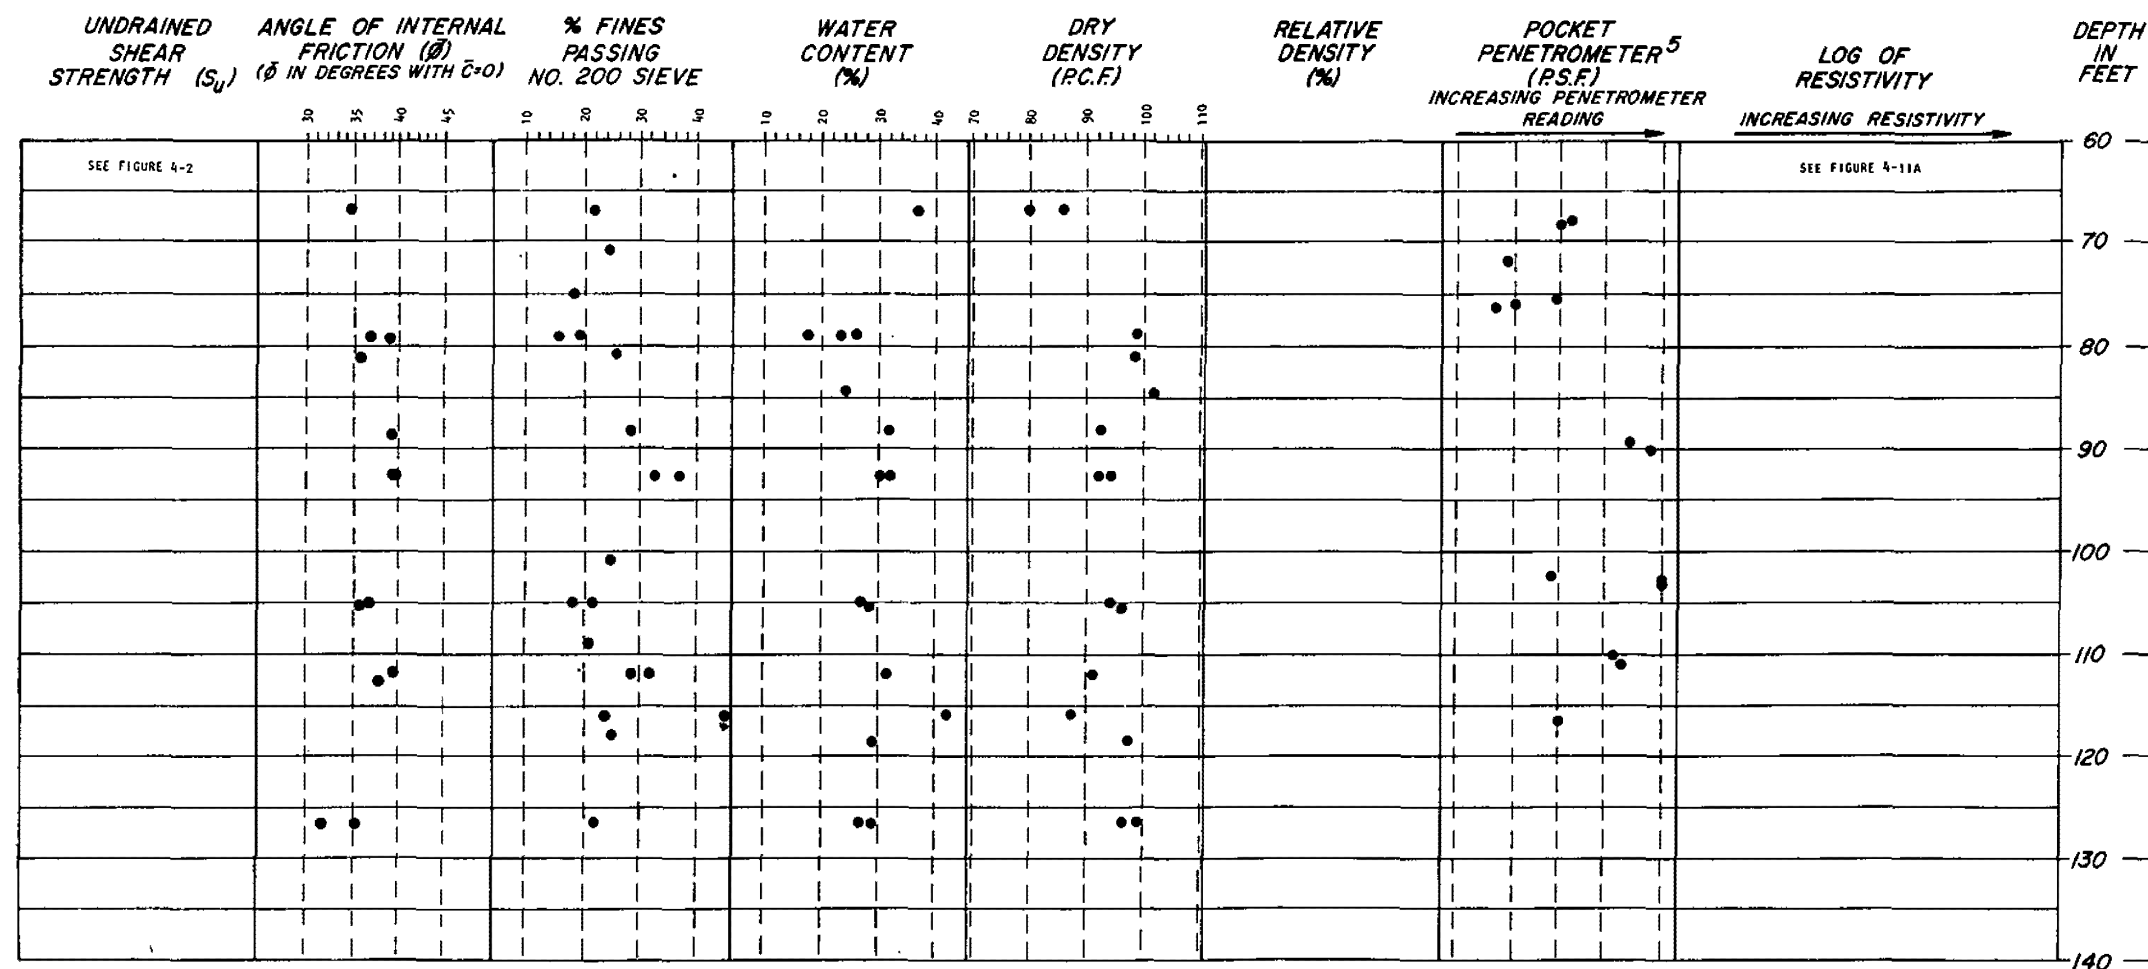 UNDRAINED
SHEAR
STRENGTH (Su)
ANGLE OF INTERNAL
FRICTION (φ̄)
(φ̄ IN DEGREES WITH C̄=0)
% FINES
PASSING
NO. 200 SIEVE
WATER
CONTENT
(%)
DRY
DENSITY
(P.C.F.)
RELATIVE
DENSITY
(%)
POCKET
PENETROMETER5
(P.S.F.)
INCREASING PENETROMETER
READING
LOG OF
RESISTIVITY
INCREASING RESISTIVITY
DEPTH
IN
FEET
30 35 40 45
10 20 30 40
10 20 30 40
70 80 90 100 110
SEE FIGURE 4-2
SEE FIGURE 4-11A
60
70
80
90
100
110
120
130
140